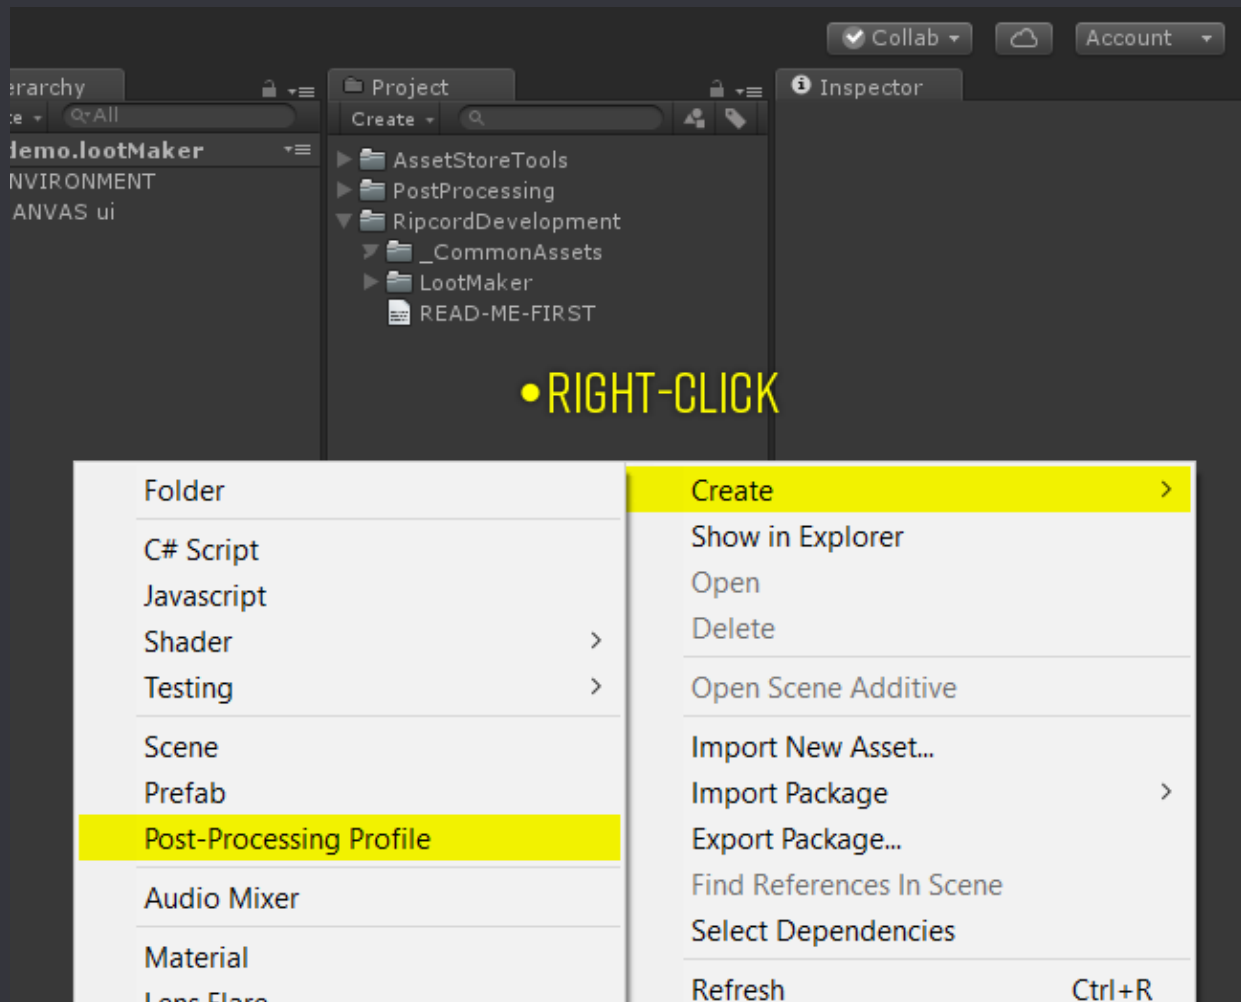 Collab
Account
erarchy
Project
Inspector
All
Create
demo.lootMaker
AssetStoreTools
NVIRONMENT
PostProcessing
ANVAS ui
RipcordDevelopment
_CommonAssets
LootMaker
READ-ME-FIRST
•RIGHT-CLICK
Folder
C# Script
Javascript
Shader
Testing
Scene
Prefab
Post-Processing Profile
Audio Mixer
Material
Lens Flare
Create
Show in Explorer
Open
Delete
Open Scene Additive
Import New Asset...
Import Package
Export Package...
Find References In Scene
Select Dependencies
Refresh Ctrl+R